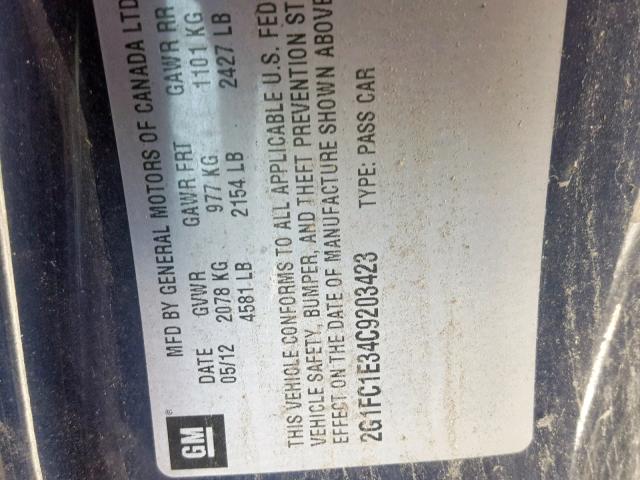 MFD BY GENERAL MOTORS OF CANADA LTD
DATE GVWR GAWR FRT GAWR RR
05/12 2078 KG 977 KG 1101 KG
4581 LB 2154 LB 2427 LB
THIS VEHICLE CONFORMS TO ALL APPLICABLE U.S. FED
VEHICLE SAFETY, BUMPER, AND THEFT PREVENTION ST
EFFECT ON THE DATE OF MANUFACTURE SHOWN ABOVE
2G1FC1E34C9203423 TYPE: PASS CAR
GM®